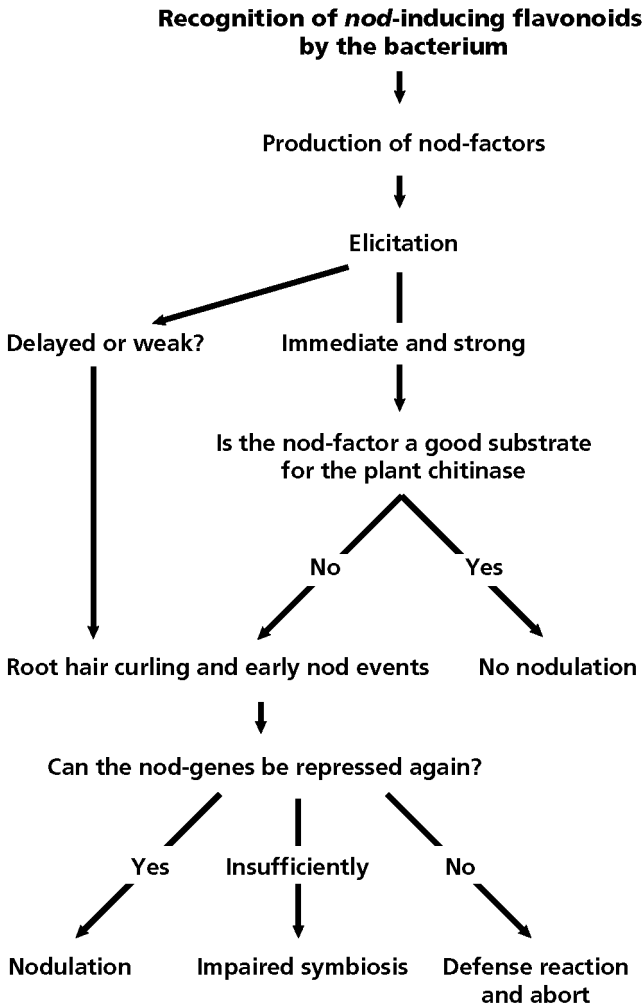 Recognition of nod-inducing flavonoids
by the bacterium
Production of nod-factors
Elicitation
Delayed or weak?
Immediate and strong
Is the nod-factor a good substrate
for the plant chitinase
No
Yes
Root hair curling and early nod events
No nodulation
Can the nod-genes be repressed again?
Yes
Insufficiently
No
Nodulation
Impaired symbiosis
Defense reaction
and abort